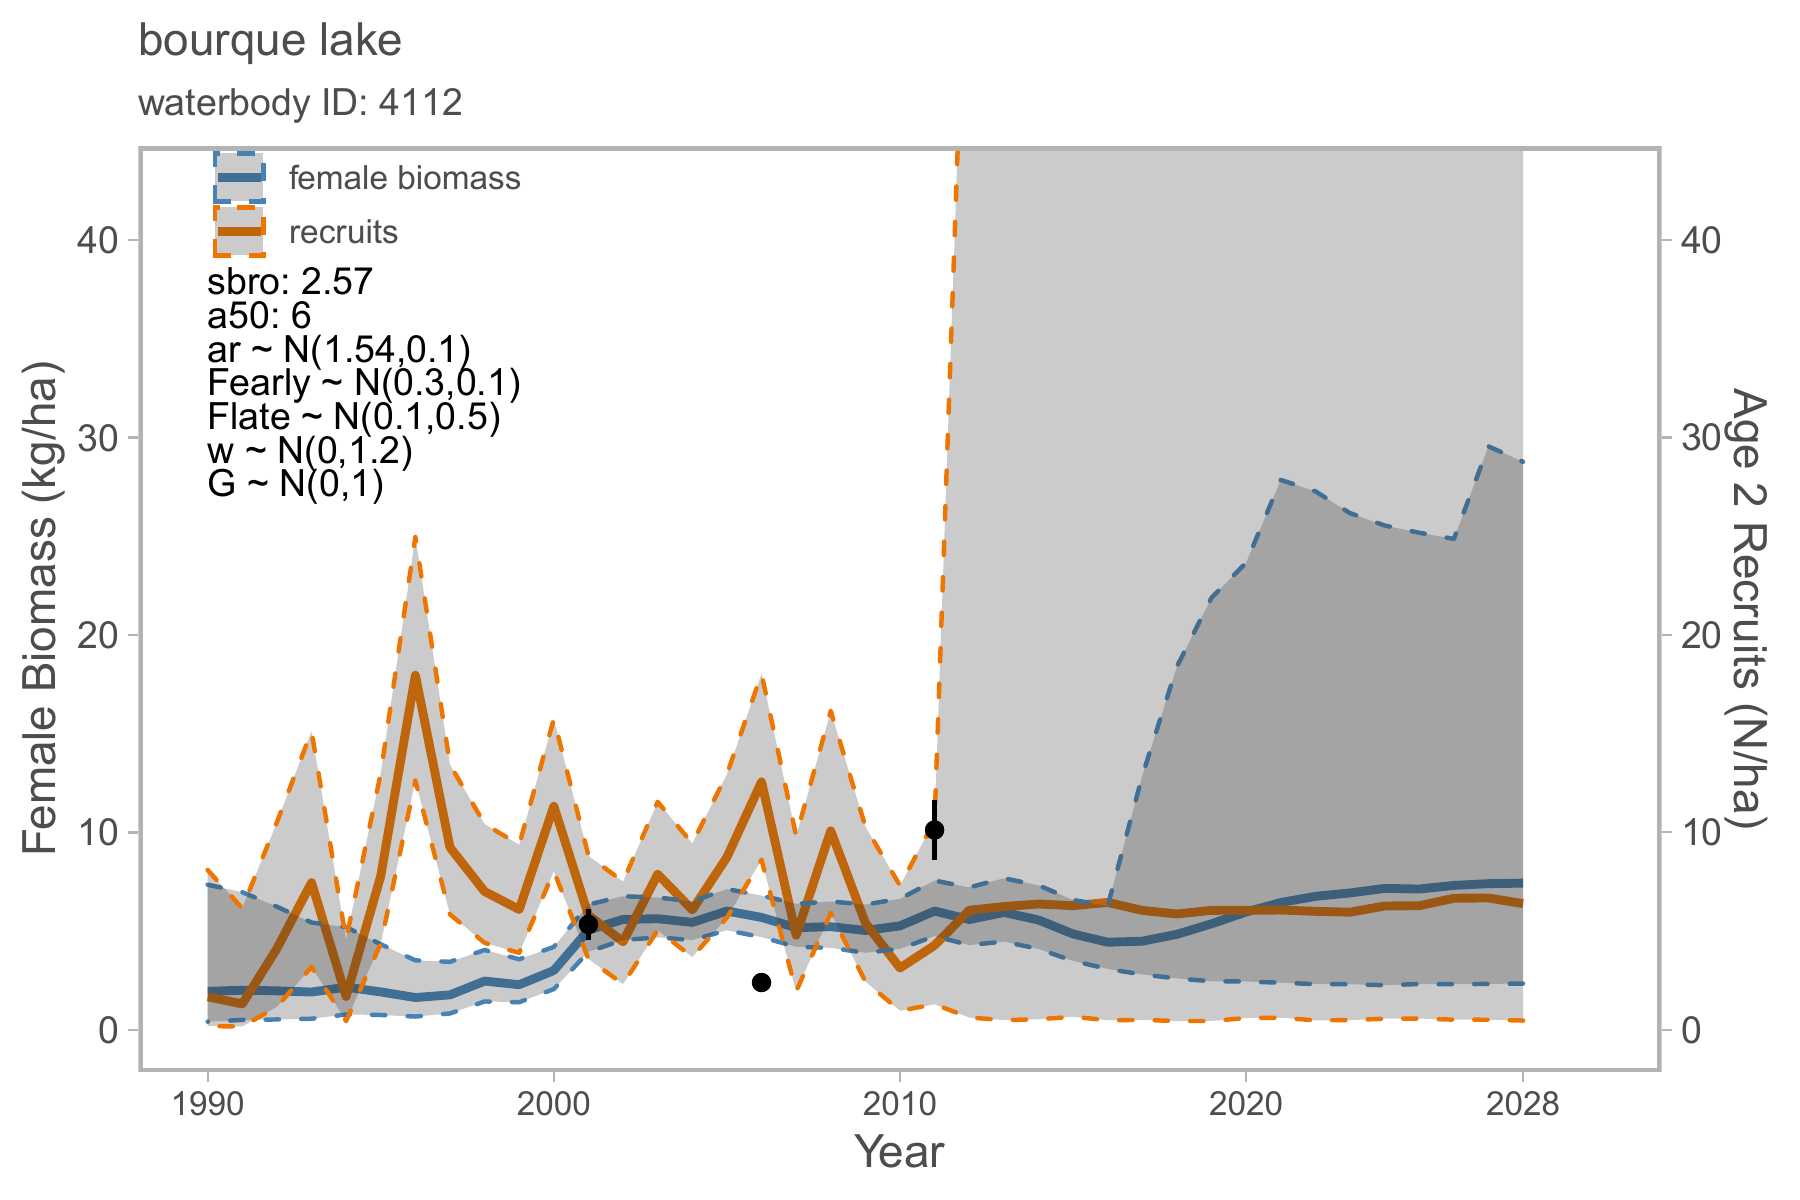 bourque lake
waterbody ID: 4112
female biomass
recruits
sbro: 2.57
a50: 6
ar ~ N(1.54,0.1)
Fearly ~ N(0.3,0.1)
Flate ~ N(0.1,0.5)
w ~ N(0,1.2)
G ~ N(0,1)
Female Biomass (kg/ha)
40
30
20
10
0
40
30
20
10
0
Age 2 Recruits (N/ha)
1990
2000
2010
2020
2028
Year